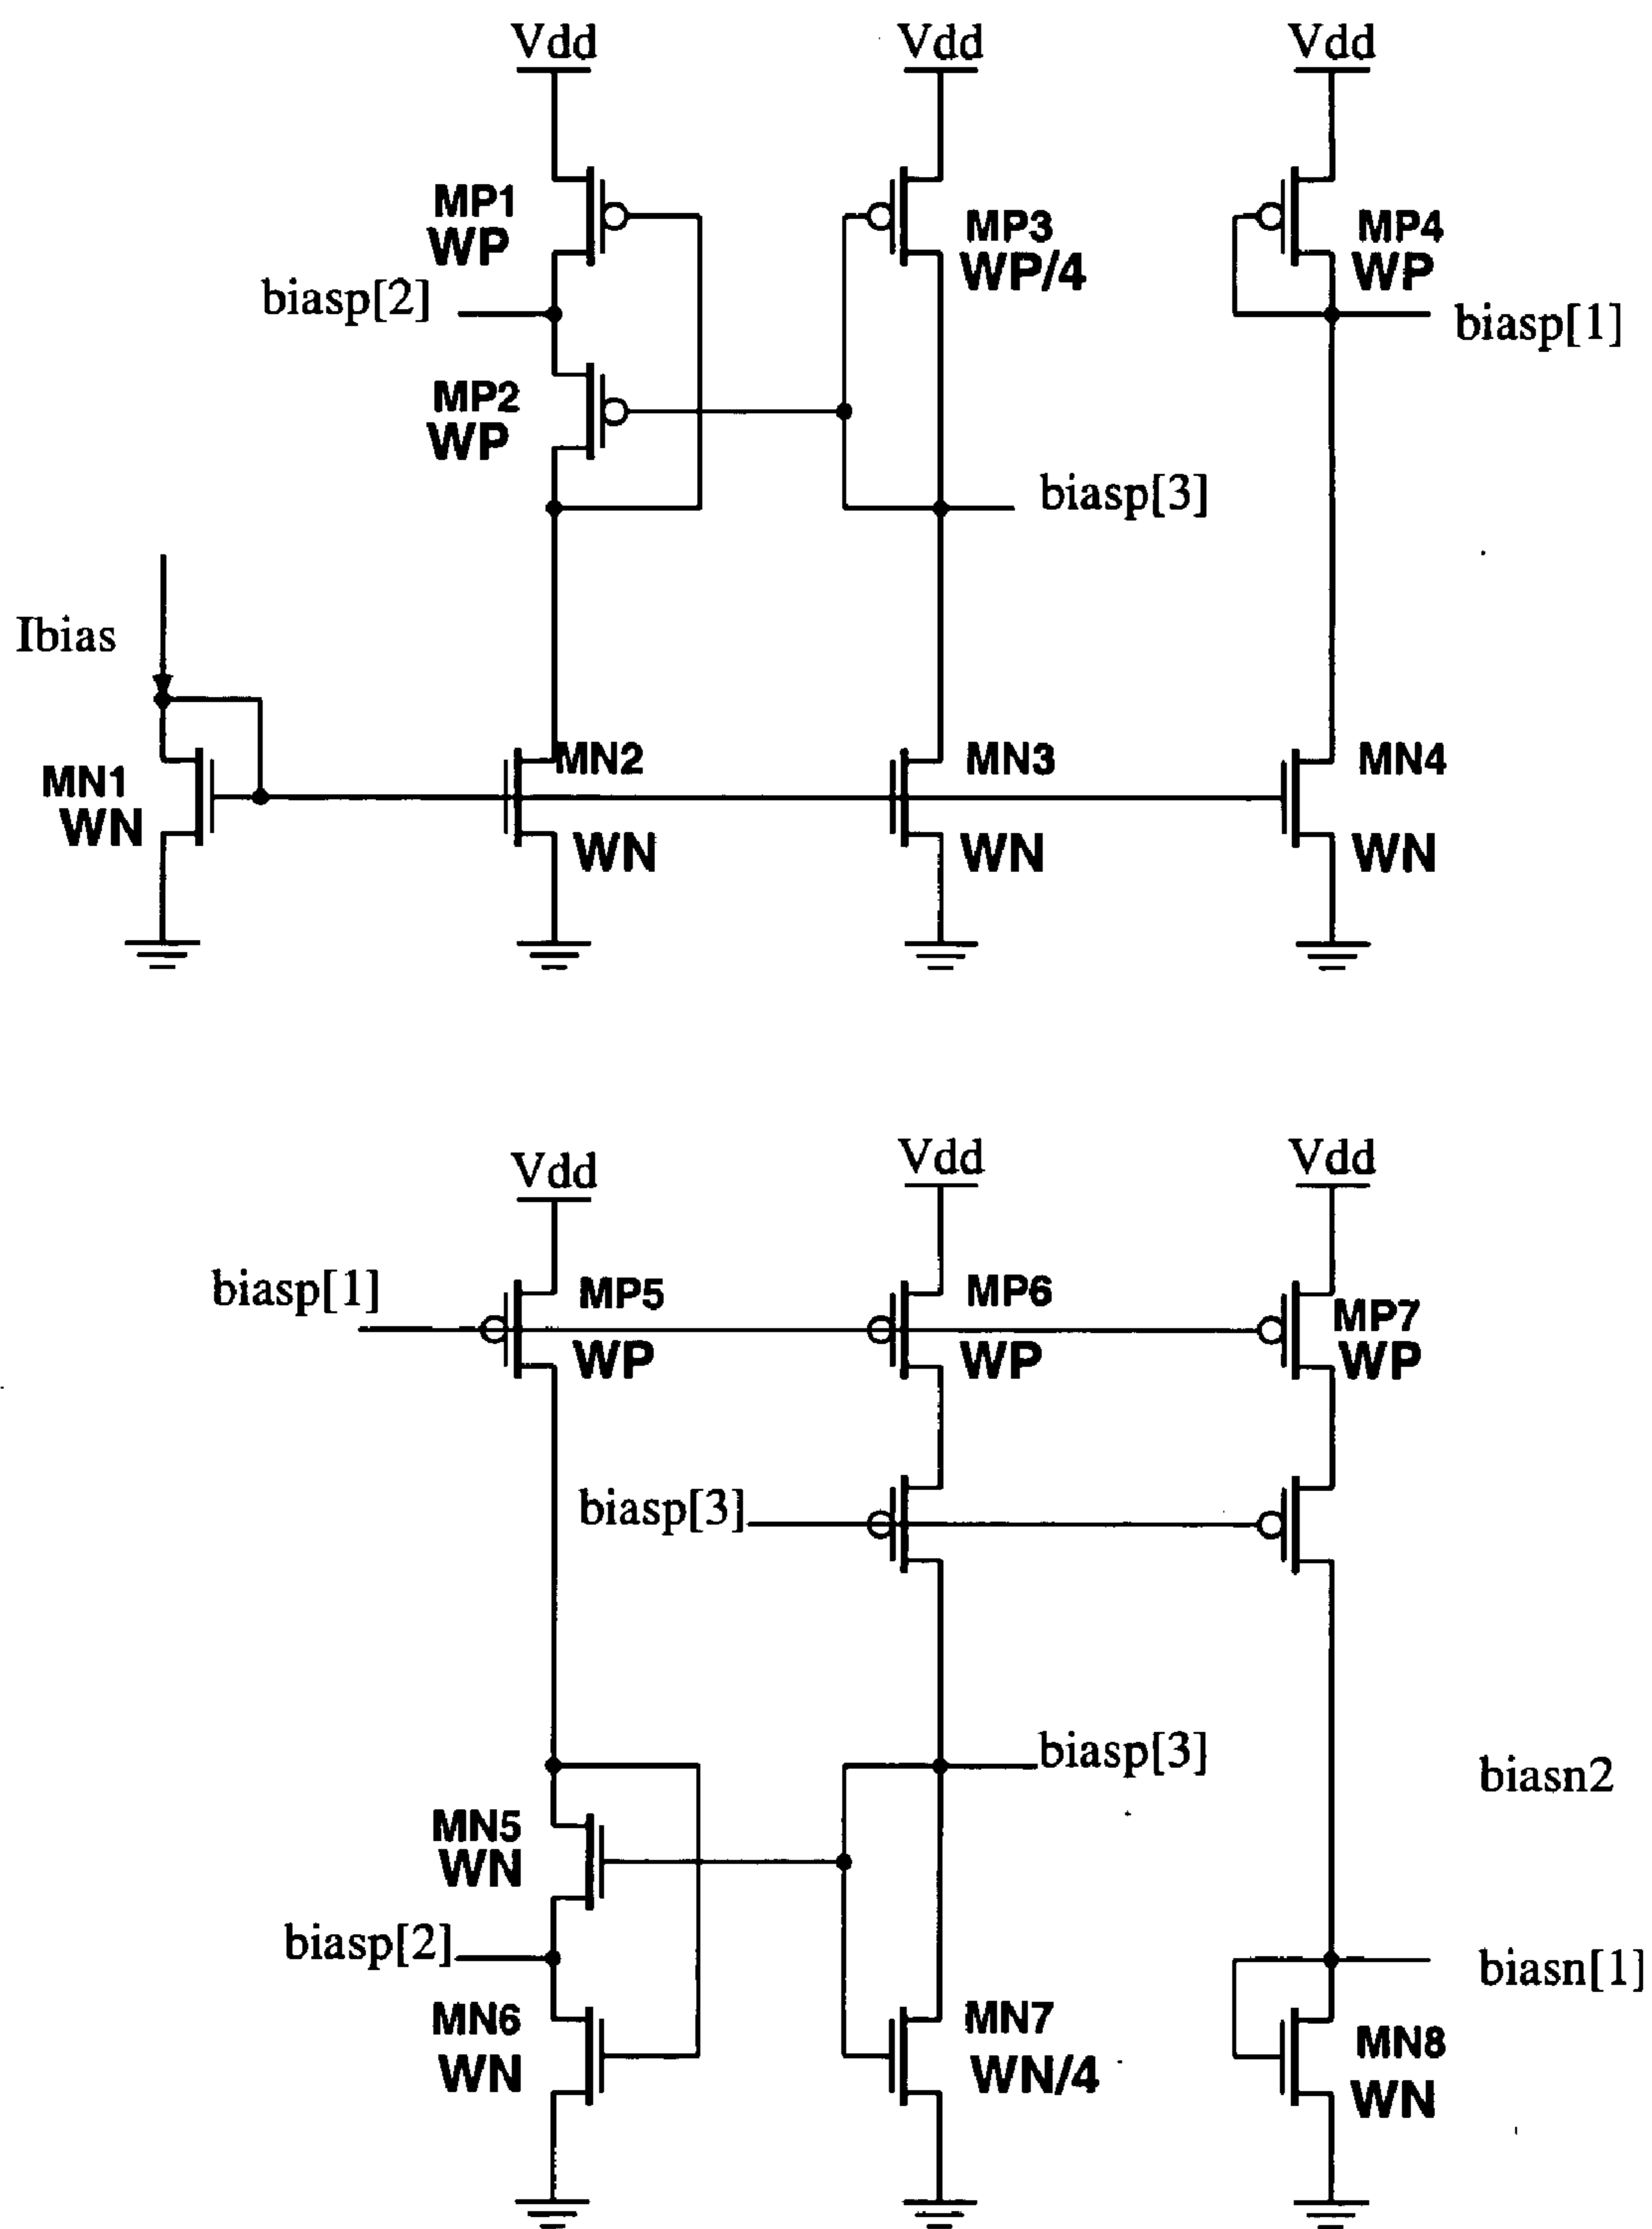 Vdd
Vdd
Vdd
MP1
WP
MP3
WP/4
MP4
WP
biasp[2]
biasp[1]
MP2
WP
biasp[3]
Ibias
MN1
WN
MN2
WN
MN3
WN
MN4
WN
Vdd
Vdd
Vdd
biasp[1]
MP5
WP
MP6
WP
MP7
WP
biasp[3]
biasp[3]
biasn2
MN5
WN
biasp[2]
biasn[1]
MN6
WN
MN7
WN/4
MN8
WN